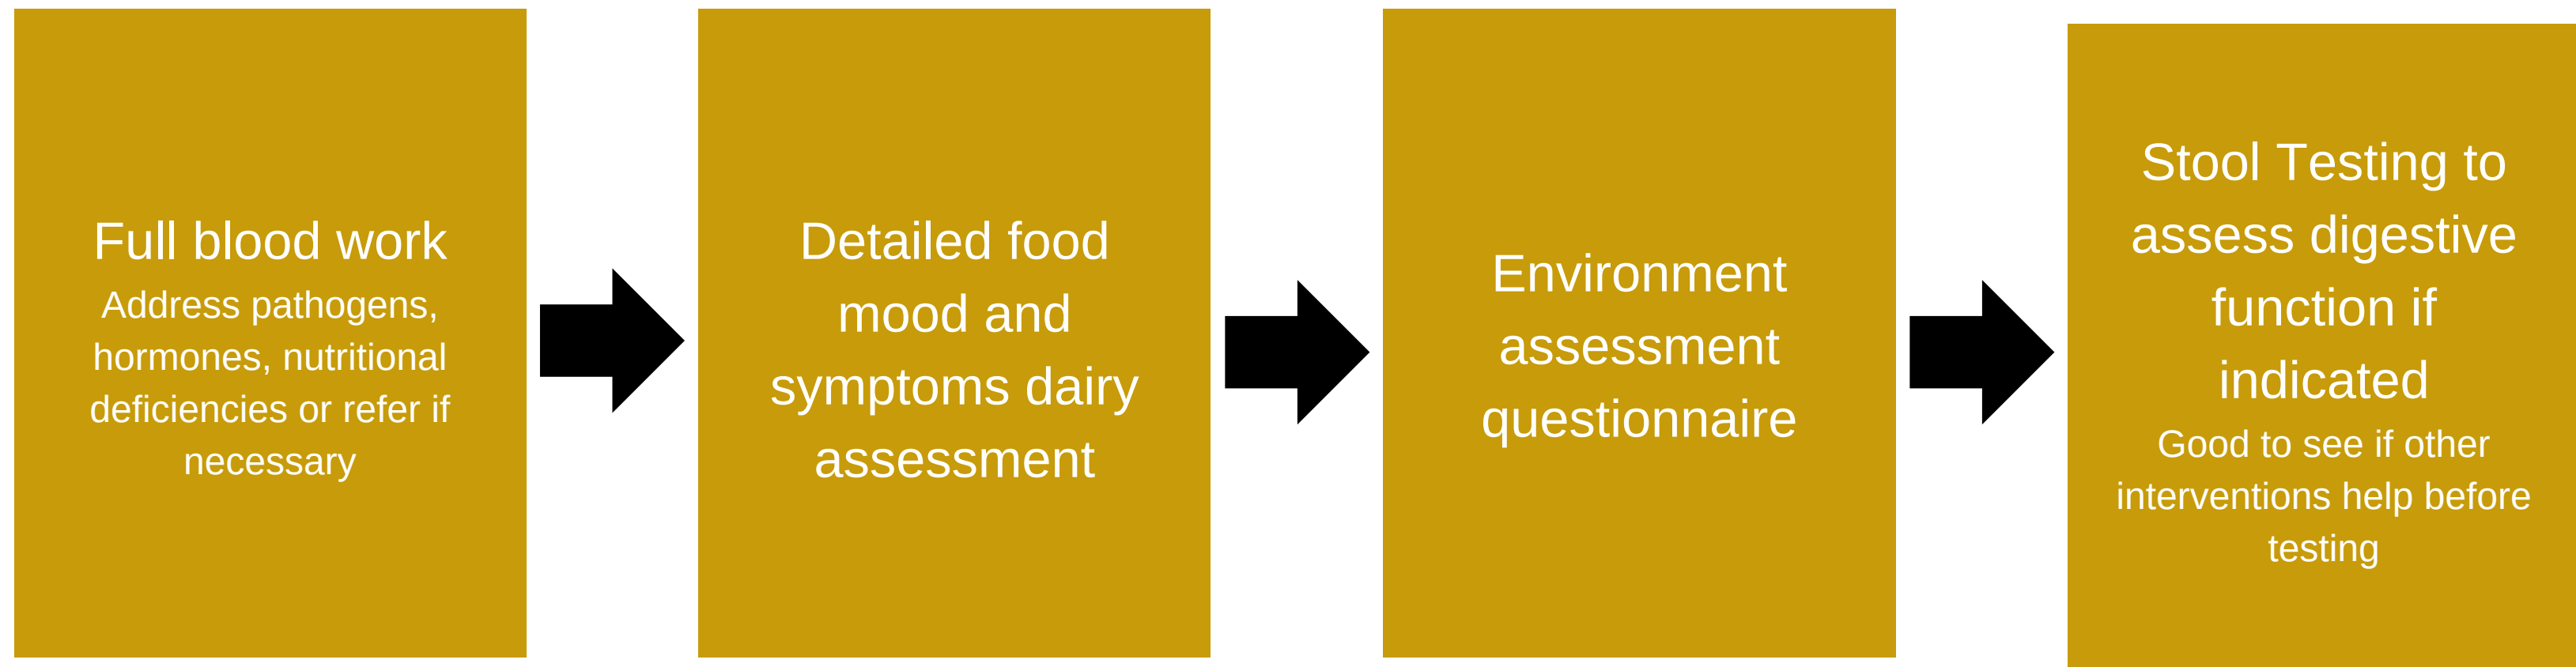 Full blood work
Address pathogens,
hormones, nutritional
deficiencies or refer if
necessary
Detailed food
mood and
symptoms dairy
assessment
Environment
assessment
questionnaire
Stool Testing to
assess digestive
function if
indicated
Good to see if other
interventions help before
testing